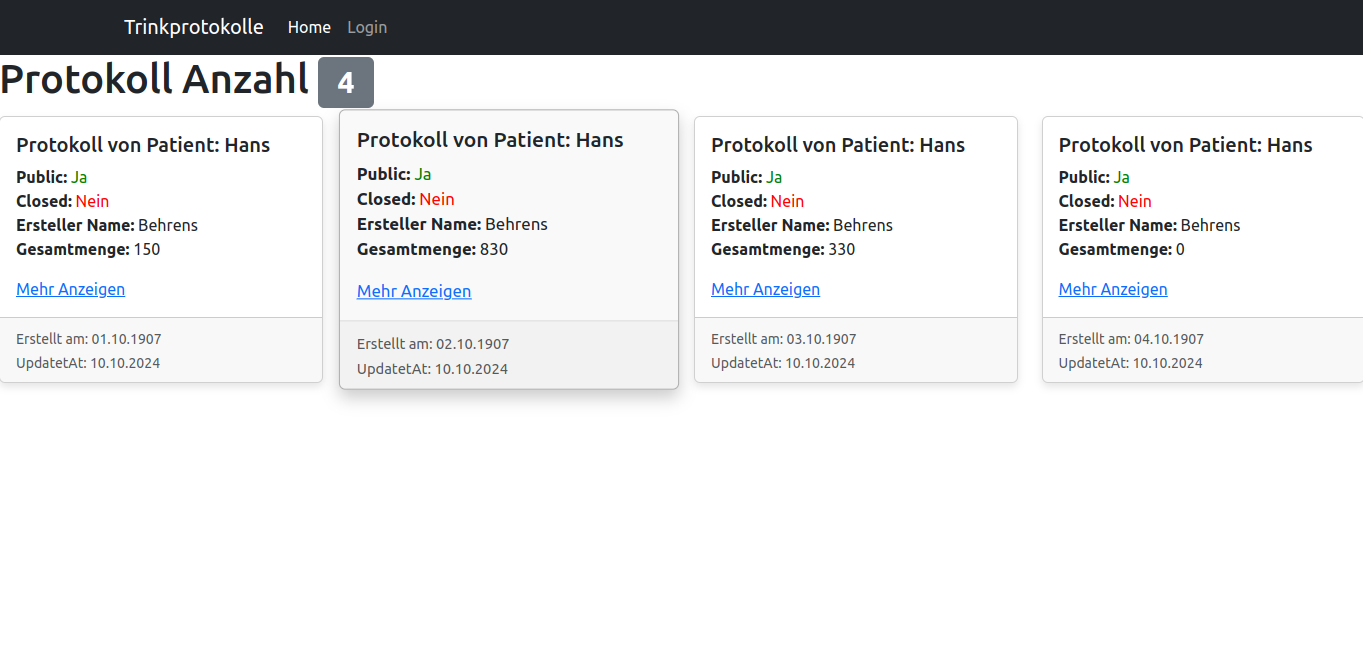 Trinkprotokolle Home Login
Protokoll Anzahl 4
Protokoll von Patient: Hans
Public: Ja
Closed: Nein
Ersteller Name: Behrens
Gesamtmenge: 150
Mehr Anzeigen
Erstellt am: 01.10.1907
UpdatetAt: 10.10.2024
Protokoll von Patient: Hans
Public: Ja
Closed: Nein
Ersteller Name: Behrens
Gesamtmenge: 830
Mehr Anzeigen
Erstellt am: 02.10.1907
UpdatetAt: 10.10.2024
Protokoll von Patient: Hans
Public: Ja
Closed: Nein
Ersteller Name: Behrens
Gesamtmenge: 330
Mehr Anzeigen
Erstellt am: 03.10.1907
UpdatetAt: 10.10.2024
Protokoll von Patient: Hans
Public: Ja
Closed: Nein
Ersteller Name: Behrens
Gesamtmenge: 0
Mehr Anzeigen
Erstellt am: 04.10.1907
UpdatetAt: 10.10.2024